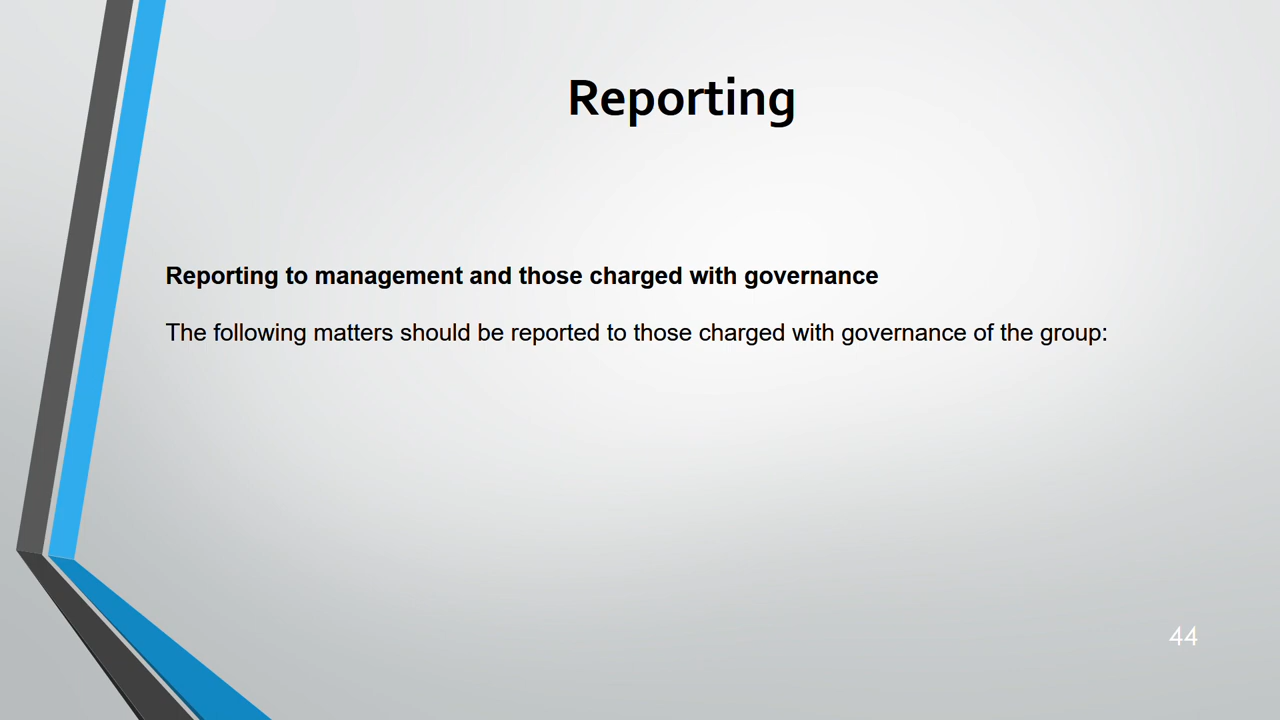 Reporting
Reporting to management and those charged with governance
The following matters should be reported to those charged with governance of the group:
44